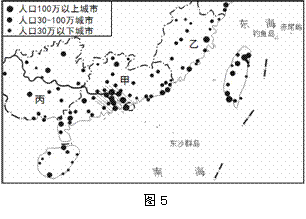 人口100万以上城市
人口30-100万城市
人口30万以下城市
东 海
钓鱼岛
赤尾屿
乙
甲
丙
东沙群岛
南 海
图 5